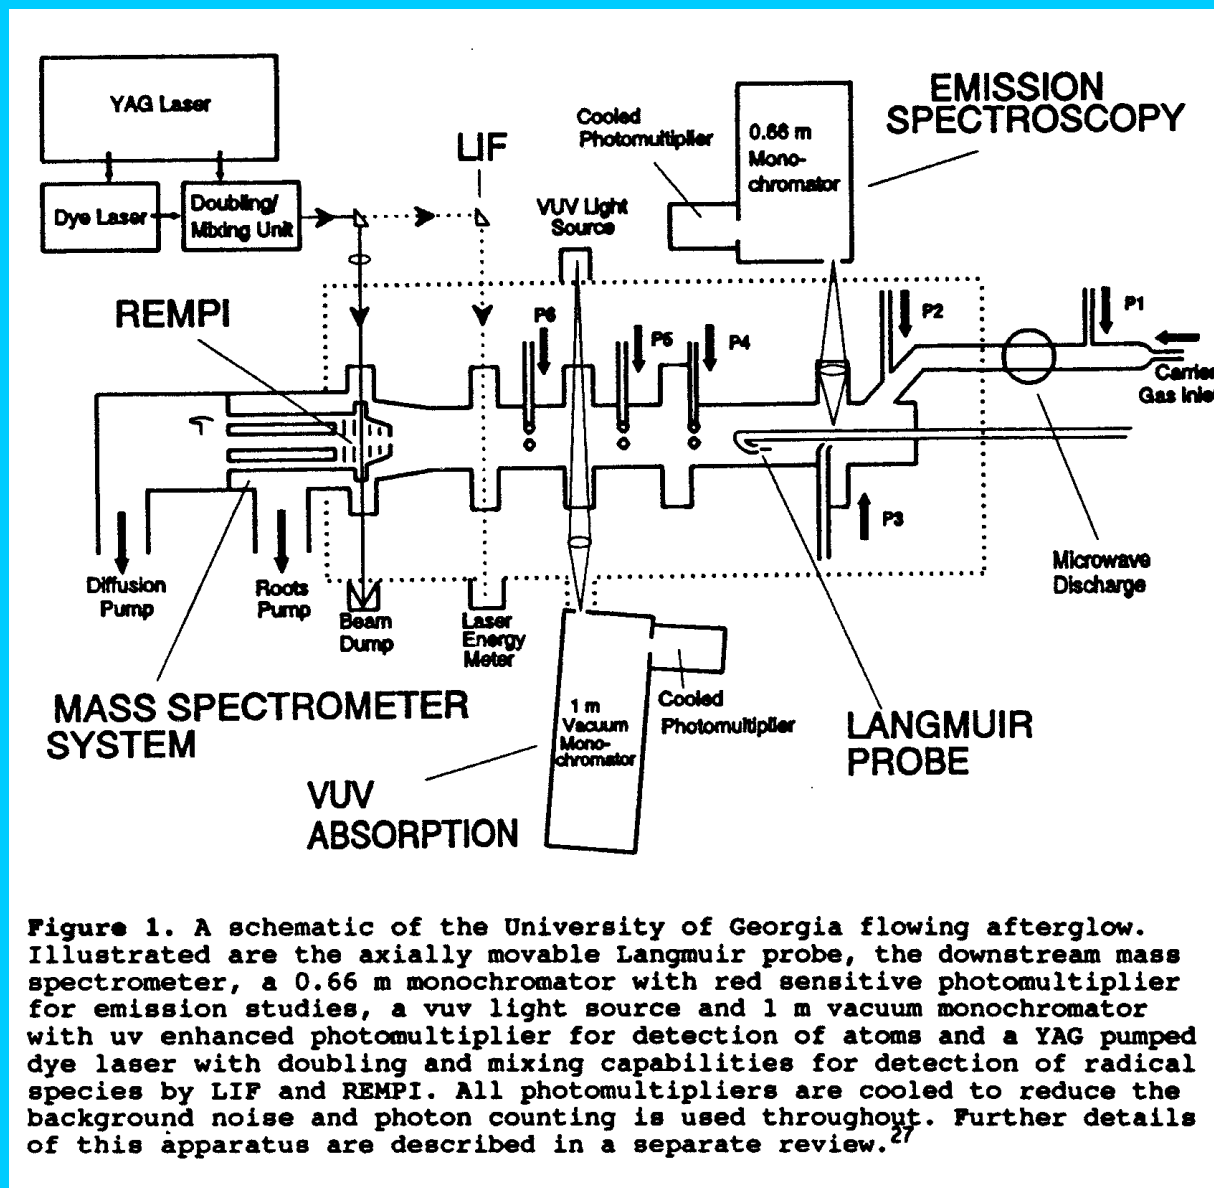 YAG Laser
Dye Laser
Doubling/
Mixing Unit
LIF
VUV Light
Source
Cooled
Photomultiplier
0.66 m
Mono-
chromator
EMISSION
SPECTROSCOPY
REMPI
P6
P5
P4
P2
P1
Carrier
Gas Inlet
P3
Microwave
Discharge
Diffusion
Pump
Roots
Pump
Beam
Dump
Laser
Energy
Meter
MASS SPECTROMETER
SYSTEM
1 m
Vacuum
Mono-
chromator
Cooled
Photomultiplier
LANGMUIR
PROBE
VUV
ABSORPTION
Figure 1. A schematic of the University of Georgia flowing afterglow.
Illustrated are the axially movable Langmuir probe, the downstream mass
spectrometer, a 0.66 m monochromator with red sensitive photomultiplier
for emission studies, a vuv light source and 1 m vacuum monochromator
with uv enhanced photomultiplier for detection of atoms and a YAG pumped
dye laser with doubling and mixing capabilities for detection of radical
species by LIF and REMPI. All photomultipliers are cooled to reduce the
background noise and photon counting is used throughout. Further details
of this apparatus are described in a separate review.27